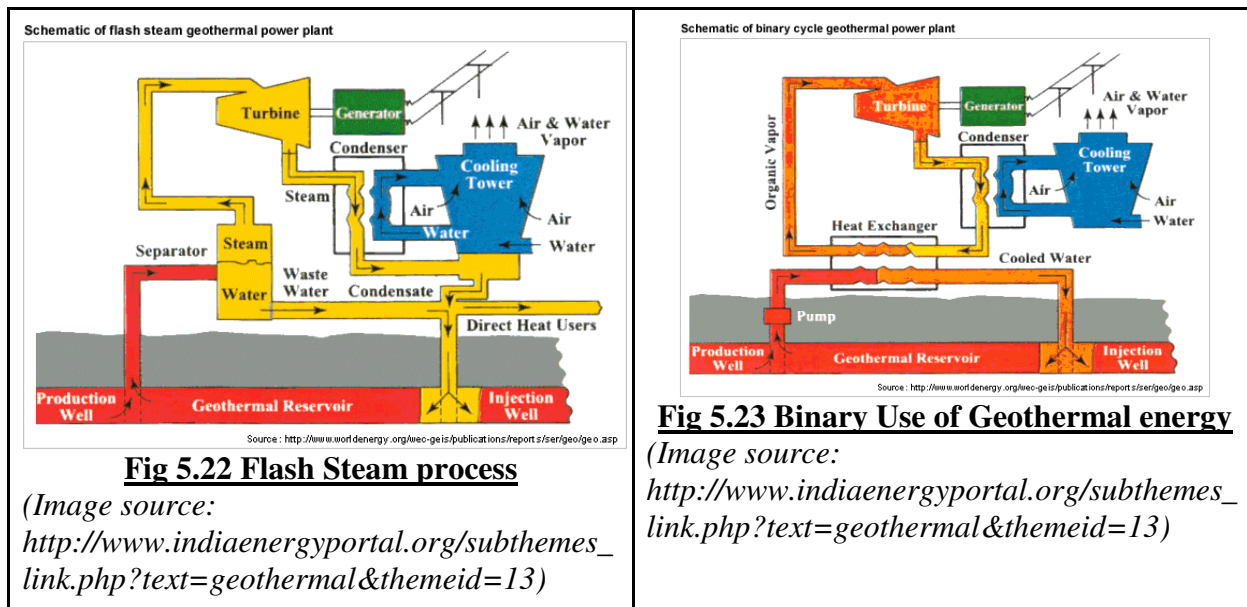 Schematic of flash steam geothermal power plant
Turbine
Generator
Condenser
Air & Water
Vapor
Cooling
Tower
Steam
Air
Air
Water
Water
Separator
Steam
Water
Waste
Water
Condensate
Direct Heat Users
Production
Well
Geothermal Reservoir
Injection
Well
Source : http://www.worldenergy.org/wec-geis/publications/reports/ser/geo/geo.asp
Fig 5.22 Flash Steam process
(Image source:
http://www.indiaenergyportal.org/subthemes_
link.php?text=geothermal&themeid=13)
Schematic of binary cycle geothermal power plant
Turbine
Generator
Condenser
Air & Water
Vapor
Cooling
Tower
Organic Vapor
Air
Air
Water
Heat Exchanger
Cooled Water
Pump
Production
Well
Geothermal Reservoir
Injection
Well
Source : http://www.worldenergy.org/wec-geis/publications/reports/ser/geo/geo.asp
Fig 5.23 Binary Use of Geothermal energy
(Image source:
http://www.indiaenergyportal.org/subthemes_
link.php?text=geothermal&themeid=13)